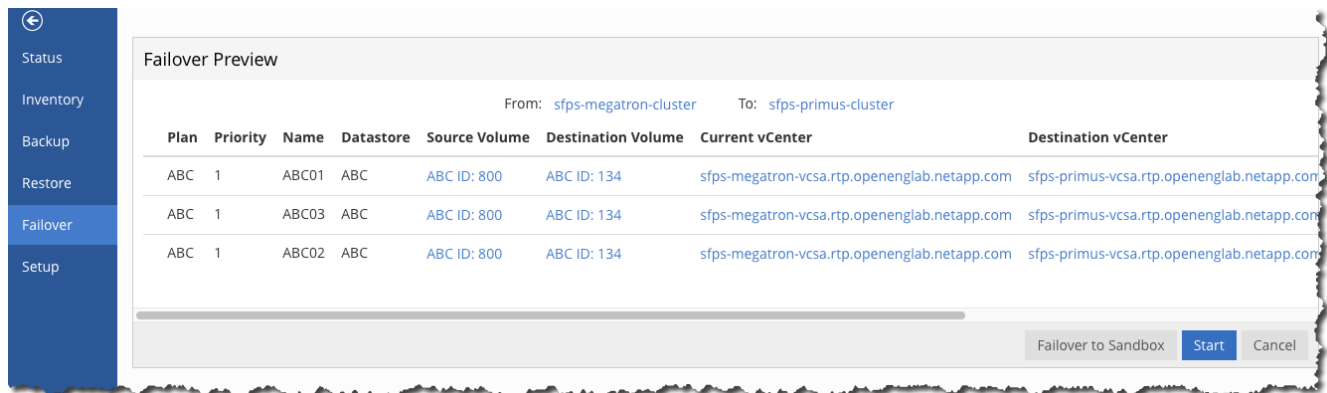 Status
Inventory
Backup
Restore
Failover
Setup
Failover Preview
From: sfps-megatron-cluster To: sfps-primus-cluster
Plan Priority Name Datastore Source Volume Destination Volume Current vCenter Destination vCenter
ABC 1 ABC01 ABC ABC ID: 800 ABC ID: 134 sfps-megatron-vcsa.rtp.openenglab.netapp.com sfps-primus-vcsa.rtp.openenglab.netapp.com
ABC 1 ABC03 ABC ABC ID: 800 ABC ID: 134 sfps-megatron-vcsa.rtp.openenglab.netapp.com sfps-primus-vcsa.rtp.openenglab.netapp.com
ABC 1 ABC02 ABC ABC ID: 800 ABC ID: 134 sfps-megatron-vcsa.rtp.openenglab.netapp.com sfps-primus-vcsa.rtp.openenglab.netapp.com
Failover to Sandbox Start Cancel